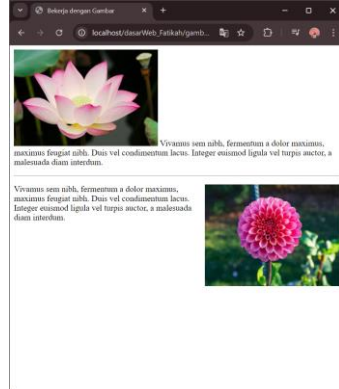 Bekerja dengan Gambar
localhost/dasarWeb_Fatikah/gamb...
Vivamus sem nibh, fermentum a dolor maximus,
maximus feugiat nibh. Duis vel condimentum lacus. Integer euismod ligula vel turpis auctor, a
malesuada diam interdum.
Vivamus sem nibh, fermentum a dolor maximus,
maximus feugiat nibh. Duis vel condimentum lacus.
Integer euismod ligula vel turpis auctor, a malesuada
diam interdum.